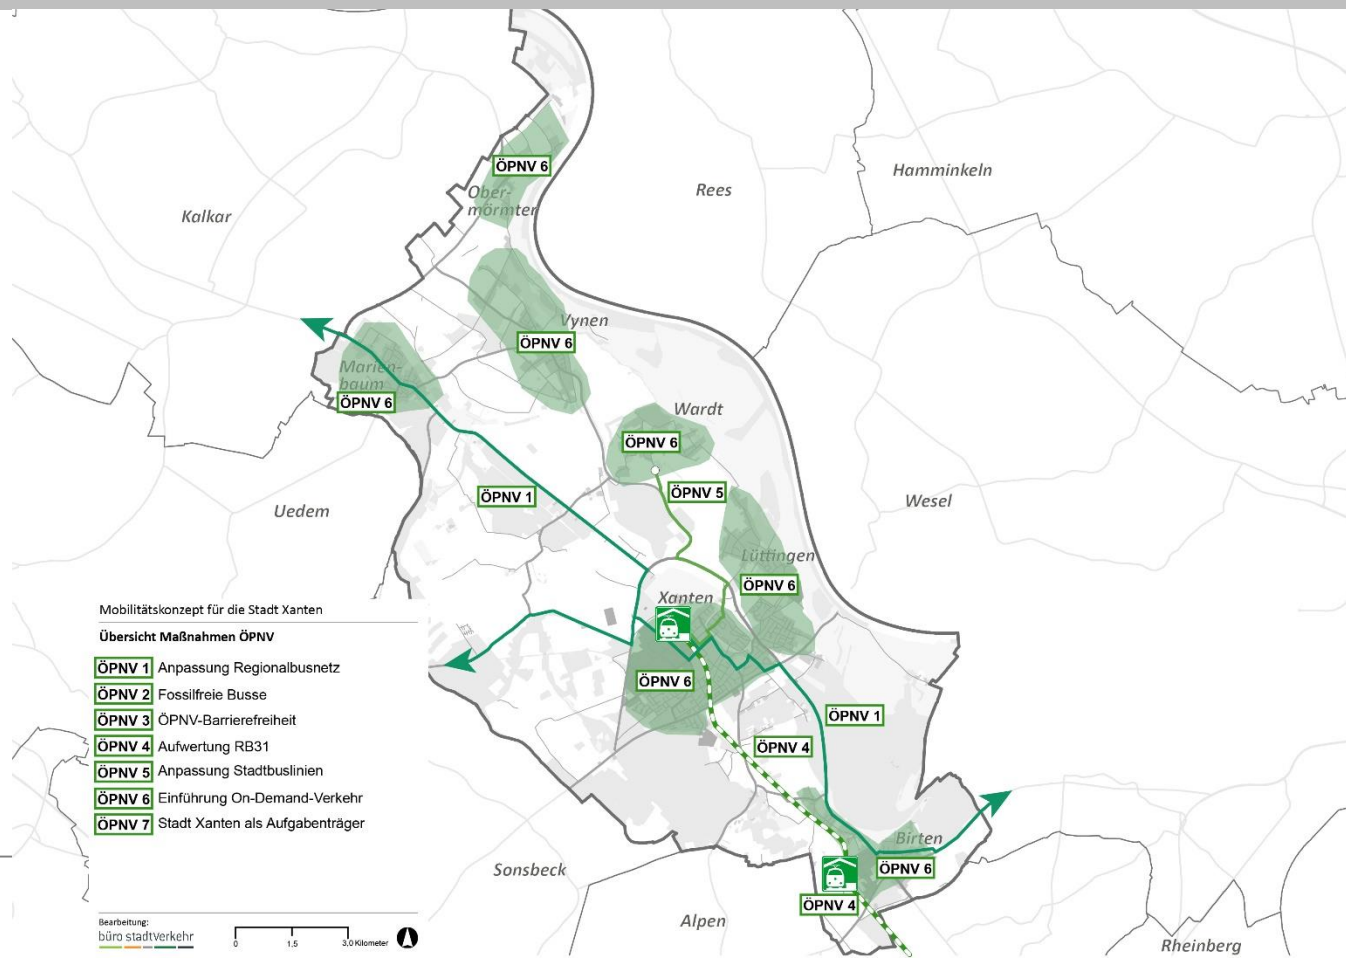 ÖPNV 6
Ober-
mörmter
Hamminkeln
Rees
Kalkar
Vynen
ÖPNV 6
Marien-
baum
ÖPNV 6
Wardt
ÖPNV 6
ÖPNV 5
ÖPNV 1
Uedem
Wesel
Lüttingen
ÖPNV 6
Xanten
ÖPNV 6
ÖPNV 1
ÖPNV 4
Birten
ÖPNV 6
ÖPNV 4
Sonsbeck
Alpen
Rheinberg
Mobilitätskonzept für die Stadt Xanten
Übersicht Maßnahmen ÖPNV
ÖPNV 1 Anpassung Regionalbusnetz
ÖPNV 2 Fossilfreie Busse
ÖPNV 3 ÖPNV-Barrierefreiheit
ÖPNV 4 Aufwertung RB31
ÖPNV 5 Anpassung Stadtbuslinien
ÖPNV 6 Einführung On-Demand-Verkehr
ÖPNV 7 Stadt Xanten als Aufgabenträger
Bearbeitung:
büro stadtverkehr
0 1,5 3,0 Kilometer